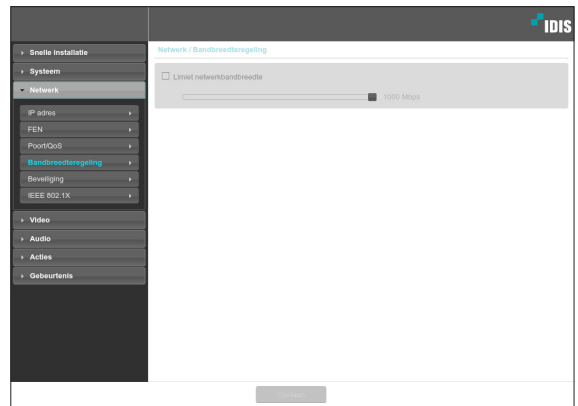 IDIS
Snelle installatie
Systeem
Netwerk
IP adres
FEN
Poort/QoS
Bandbreedteregeling
Beveiliging
IEEE 802.1X
Video
Audio
Acties
Gebeurtenis
Netwerk / Bandbreedteregeling
Limiet netwerkbandbreedte
1000 Mbps